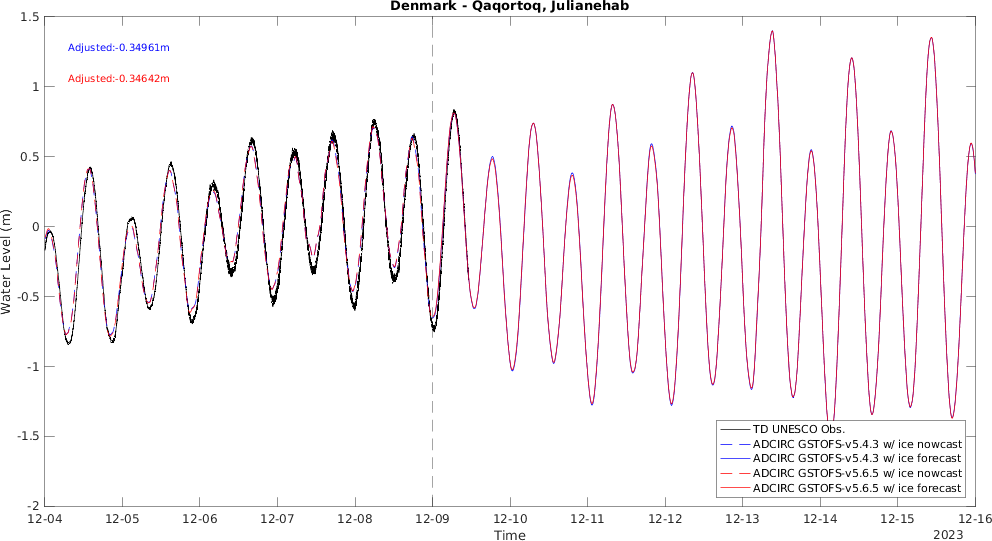 Denmark - Qaqortoq, Julianehab
Adjusted:-0.34961m
Adjusted:-0.34642m
Water Level (m)
1.5
1
0.5
0
-0.5
-1
-1.5
-2
TD UNESCO Obs.
ADCIRC GSTOFS-v5.4.3 w/ ice nowcast
ADCIRC GSTOFS-v5.4.3 w/ ice forecast
ADCIRC GSTOFS-v5.6.5 w/ ice nowcast
ADCIRC GSTOFS-v5.6.5 w/ ice forecast
12-04 12-05 12-06 12-07 12-08 12-09 12-10 12-11 12-12 12-13 12-14 12-15 12-16
Time
2023